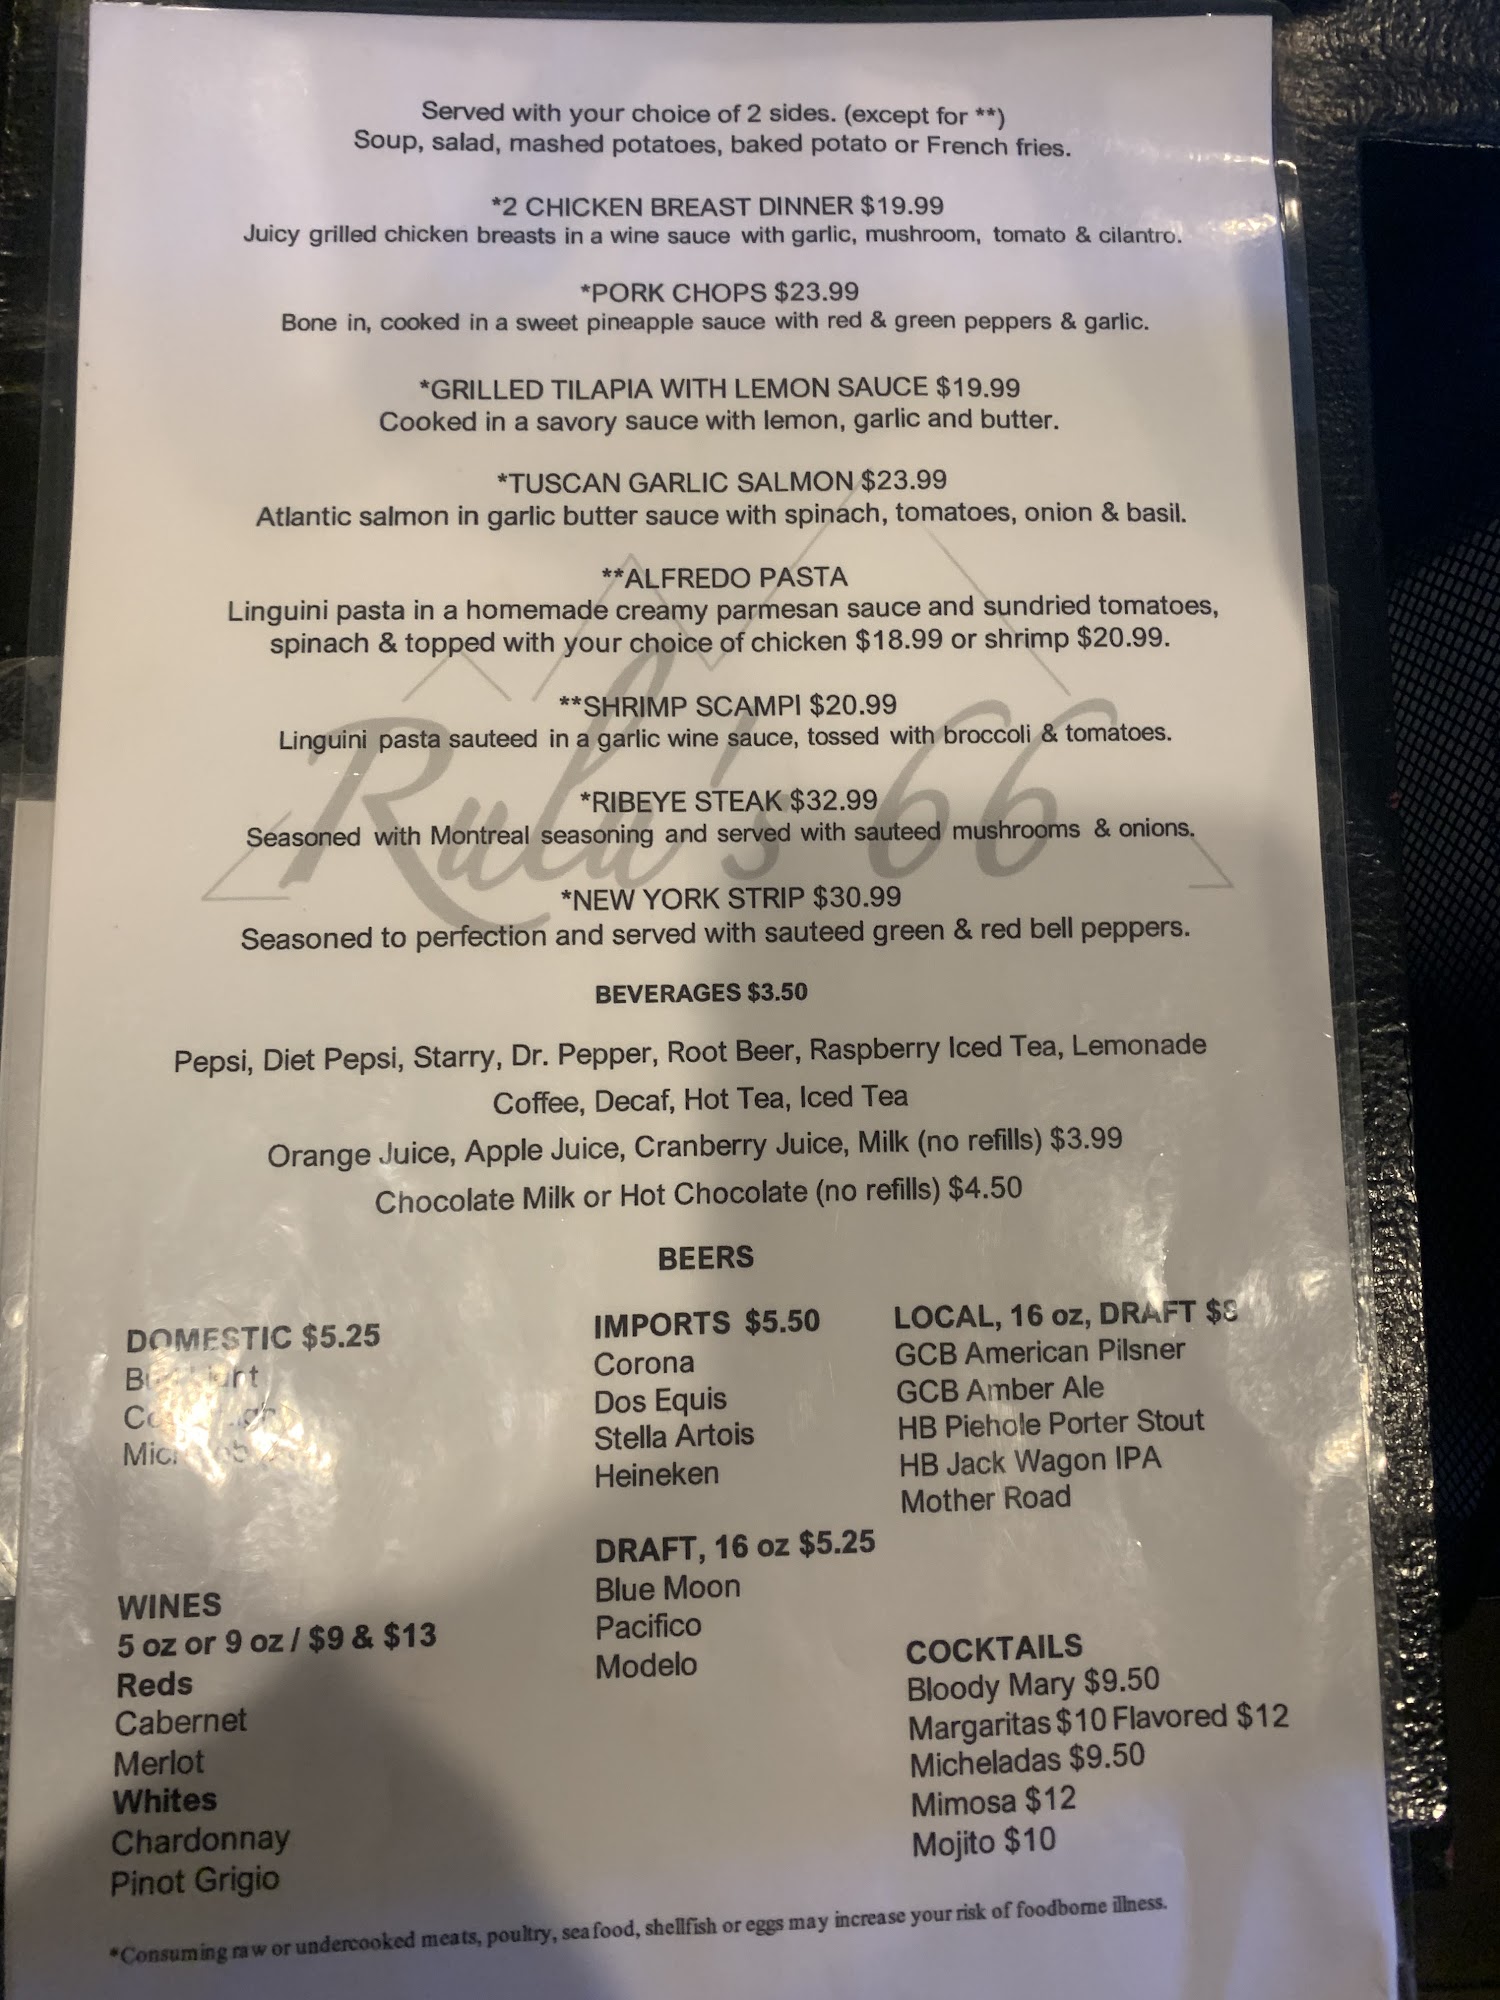 Served with your choice of 2 sides. (except for **)
Soup, salad, mashed potatoes, baked potato or French fries.
*2 CHICKEN BREAST DINNER $19.99
Juicy grilled chicken breasts in a wine sauce with garlic, mushroom, tomato & cilantro.
*PORK CHOPS $23.99
Bone in, cooked in a sweet pineapple sauce with red & green peppers & garlic.
*GRILLED TILAPIA WITH LEMON SAUCE $19.99
Cooked in a savory sauce with lemon, garlic and butter.
*TUSCAN GARLIC SALMON $23.99
Atlantic salmon in garlic butter sauce with spinach, tomatoes, onion & basil.
**ALFREDO PASTA
Linguini pasta in a homemade creamy parmesan sauce and sundried tomatoes,
spinach & topped with your choice of chicken $18.99 or shrimp $20.99.
**SHRIMP SCAMPI $20.99
Linguini pasta sauteed in a garlic wine sauce, tossed with broccoli & tomatoes.
Rulu's 66
*RIBEYE STEAK $32.99
Seasoned with Montreal seasoning and served with sauteed mushrooms & onions.
*NEW YORK STRIP $30.99
Seasoned to perfection and served with sauteed green & red bell peppers.
BEVERAGES $3.50
Pepsi, Diet Pepsi, Starry, Dr. Pepper, Root Beer, Raspberry Iced Tea, Lemonade
Coffee, Decaf, Hot Tea, Iced Tea
Orange Juice, Apple Juice, Cranberry Juice, Milk (no refills) $3.99
Chocolate Milk or Hot Chocolate (no refills) $4.50
BEERS
DOMESTIC $5.25
IMPORTS $5.50
Corona
Dos Equis
Stella Artois
Heineken
LOCAL, 16 oz, DRAFT
GCB American Pilsner
GCB Amber Ale
HB Piehole Porter Stout
HB Jack Wagon IPA
Mother Road
DRAFT, 16 oz $5.25
Blue Moon
Pacifico
Modelo
WINES
5 oz or 9 oz / $9 & $13
Reds
Cabernet
Merlot
Whites
Chardonnay
Pinot Grigio
COCKTAILS
Bloody Mary $9.50
Margaritas $10 Flavored $12
Micheladas $9.50
Mimosa $12
Mojito $10
*Consuming raw or undercooked meats, poultry, seafood, shellfish or eggs may increase your risk of foodborne illness.